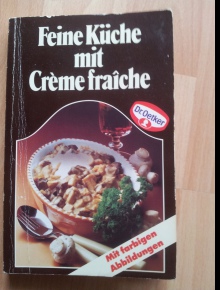 Feine Küche
mit
Crème fraîche
Dr. Oetker
Mit farbigen
Abbildungen